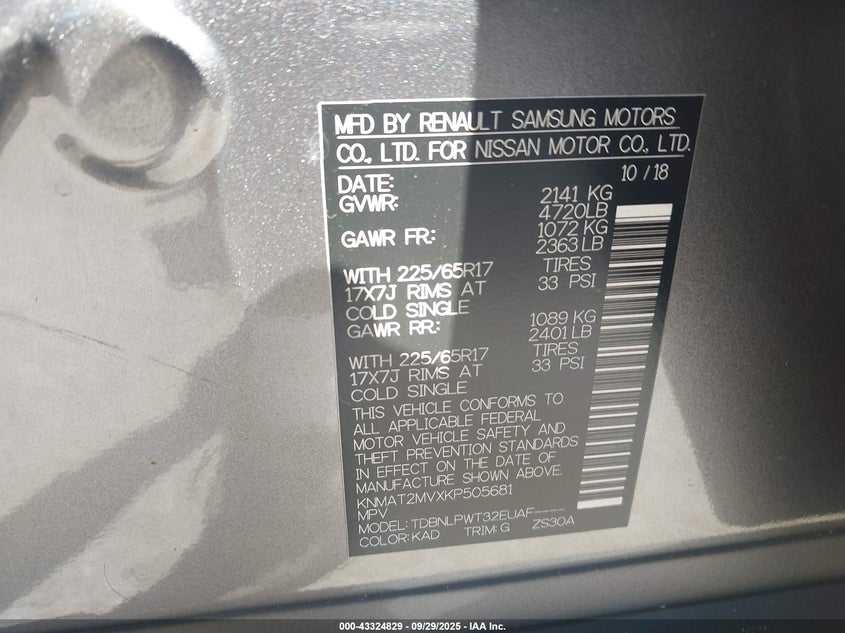 MFD BY RENAULT SAMSUNG MOTORS
CO., LTD. FOR NISSAN MOTOR CO., LTD.
DATE: 10 / 18
GVWR: 2141 KG
4720LB
GAWR FR: 1072 KG
2363 LB
WITH 225/65R17 TIRES
17X7J RIMS AT 33 PSI
COLD SINGLE
GAWR RR: 1089 KG
2401 LB
WITH 225/65R17 TIRES
17X7J RIMS AT 33 PSI
COLD SINGLE
THIS VEHICLE CONFORMS TO
ALL APPLICABLE FEDERAL
MOTOR VEHICLE SAFETY AND
THEFT PREVENTION STANDARDS
IN EFFECT ON THE DATE OF
MANUFACTURE SHOWN ABOVE.
KNMAT2MVXKP505681
MPV
MODEL: TDBNLPWT32EUAF----
COLOR: KAD TRIM: G ZS30A
000-43324829 - 09/29/2025 - IAA Inc.